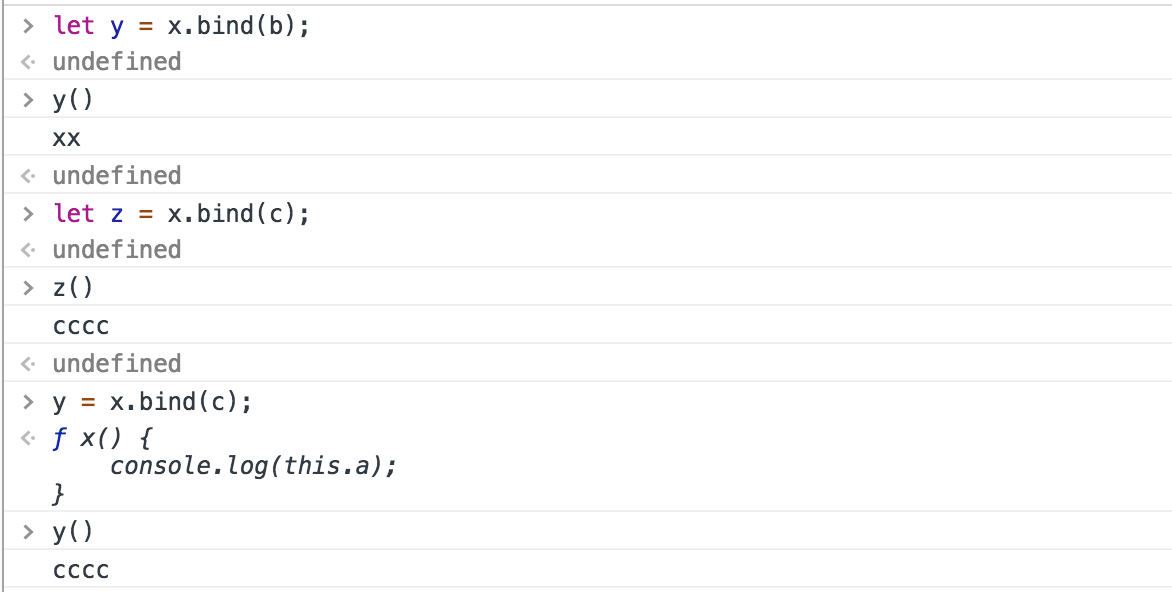 > let y = x.bind(b);
< undefined
> y()
xx
< undefined
> let z = x.bind(c);
< undefined
> z()
cccc
< undefined
> y = x.bind(c);
< ƒ x() {
console.log(this.a);
}
> y()
cccc